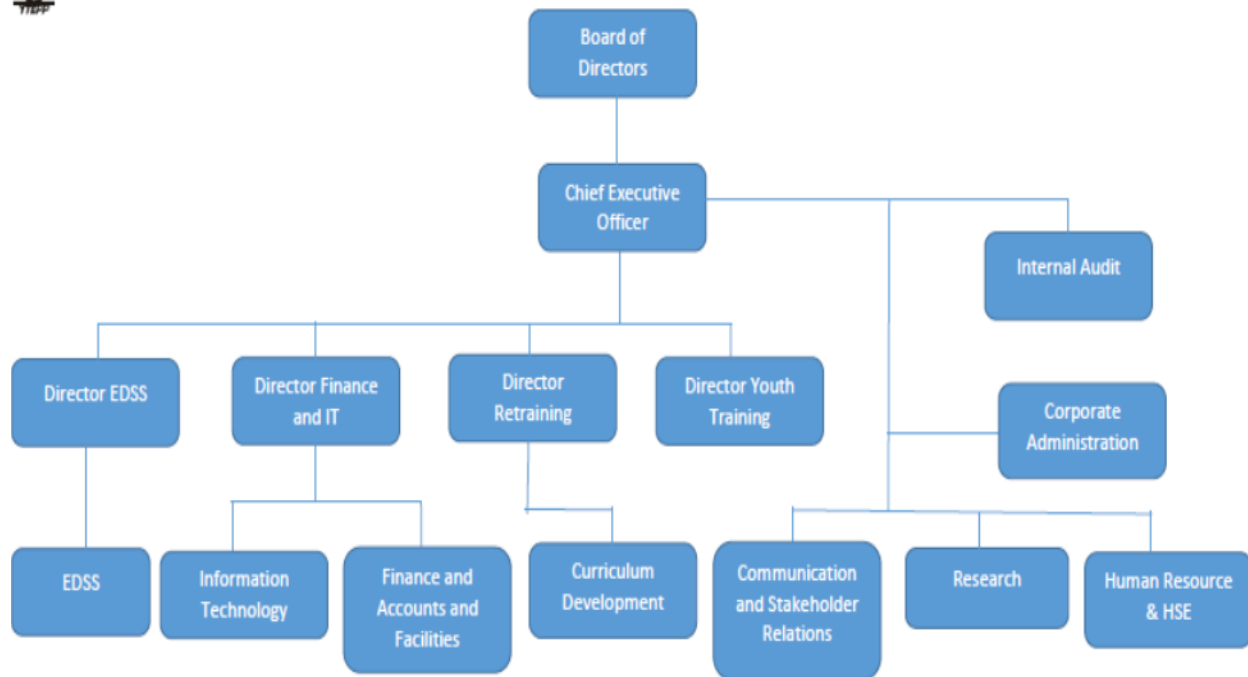 Board of
Directors
Chief Executive
Officer
Internal Audit
Director EDSS
Director Finance
and IT
Director
Retraining
Director Youth
Training
Corporate
Administration
EDSS
Information
Technology
Finance and
Accounts and
Facilities
Curriculum
Development
Communication
and Stakeholder
Relations
Research
Human Resource
& HSE